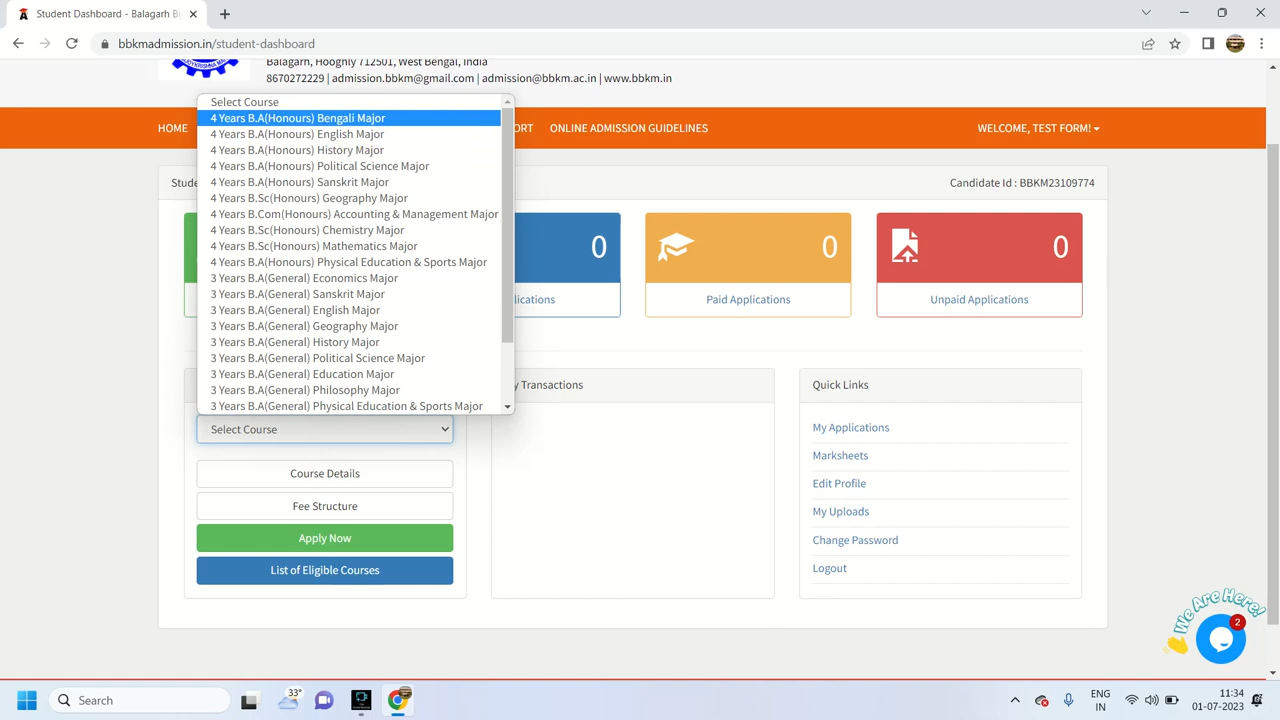 Student Dashboard - Balagarh Bi
bbkmadmission.in/student-dashboard
Balagarh, Hooghly 712501, West Bengal, India
8670272229 | admission.bbkm@gmail.com | admission@bbkm.ac.in | www.bbkm.in
HOME
ORT
ONLINE ADMISSION GUIDELINES
WELCOME, TEST FORM!
Stude
Candidate Id : BBKM23109774
Select Course
4 Years B.A(Honours) Bengali Major
4 Years B.A(Honours) English Major
4 Years B.A(Honours) History Major
4 Years B.A(Honours) Political Science Major
4 Years B.A(Honours) Sanskrit Major
4 Years B.Sc(Honours) Geography Major
4 Years B.Com(Honours) Accounting & Management Major
4 Years B.Sc(Honours) Chemistry Major
4 Years B.Sc(Honours) Mathematics Major
4 Years B.A(Honours) Physical Education & Sports Major
3 Years B.A(General) Economics Major
3 Years B.A(General) Sanskrit Major
3 Years B.A(General) English Major
3 Years B.A(General) Geography Major
3 Years B.A(General) History Major
3 Years B.A(General) Political Science Major
3 Years B.A(General) Education Major
3 Years B.A(General) Philosophy Major
3 Years B.A(General) Physical Education & Sports Major
0
lications
0
Paid Applications
0
Unpaid Applications
Select Course
Course Details
Fee Structure
Apply Now
List of Eligible Courses
y Transactions
Quick Links
My Applications
Marksheets
Edit Profile
My Uploads
Change Password
Logout
We Are Here!
2
Search
33°
ENG
IN
11:34
01-07-2023